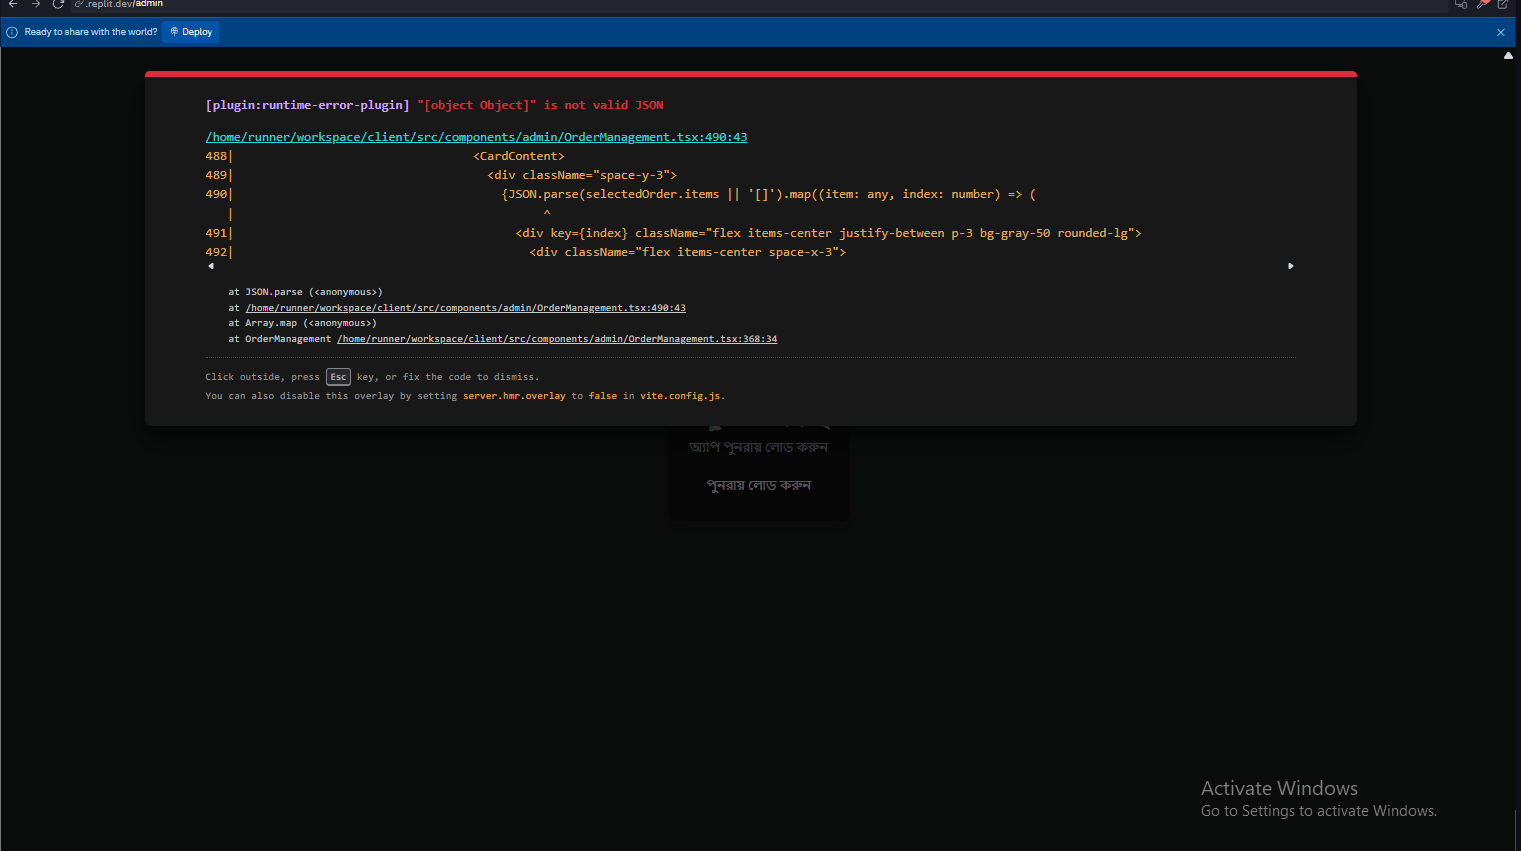 .replit.dev/admin
Ready to share with the world? Deploy
[plugin:runtime-error-plugin] "[object Object]" is not valid JSON
/home/runner/workspace/client/src/components/admin/OrderManagement.tsx:490:43
488| <CardContent>
489| <div className="space-y-3">
490| {JSON.parse(selectedOrder.items || '[]').map((item: any, index: number) => (
| ^
491| <div key={index} className="flex items-center justify-between p-3 bg-gray-50 rounded-lg">
492| <div className="flex items-center space-x-3">
at JSON.parse (<anonymous>)
at /home/runner/workspace/client/src/components/admin/OrderManagement.tsx:490:43
at Array.map (<anonymous>)
at OrderManagement /home/runner/workspace/client/src/components/admin/OrderManagement.tsx:368:34
Click outside, press Esc key, or fix the code to dismiss.
You can also disable this overlay by setting server.hmr.overlay to false in vite.config.js.
অ্যাপ পুনরায় লোড করুন
পুনরায় লোড করুন
Activate Windows
Go to Settings to activate Windows.